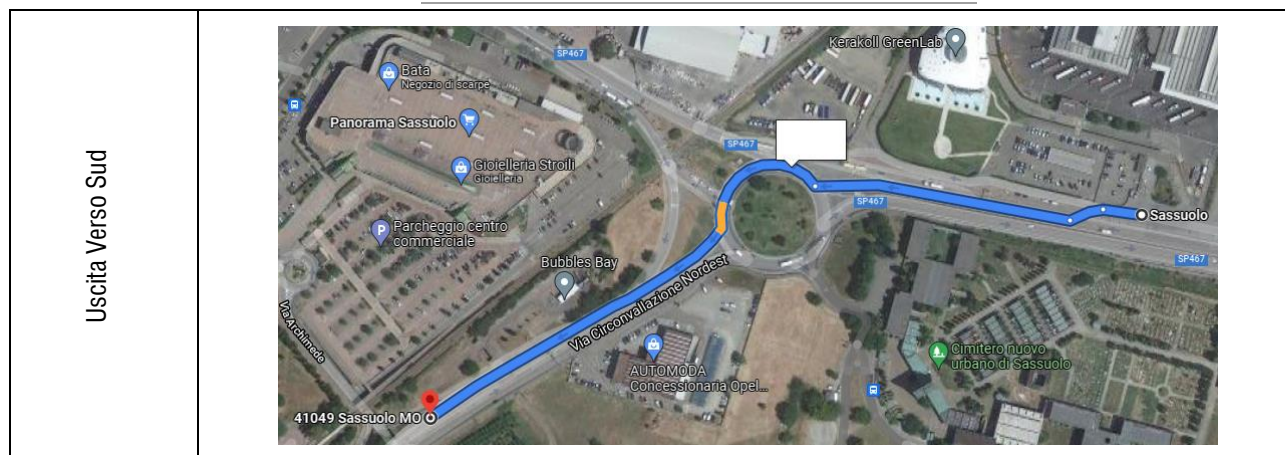 Uscita Verso Sud
Kerakoll GreenLab
SP467
Bata
Negozio di scarpe
Panorama Sassuolo
SP467
Gioielleria Stroili
Gioielleria
SP467
Sassuolo
Parcheggio centro
commerciale
SP467
Bubbles Bay
Via Circonvallazione Nordest
Via Archimede
Cimitero nuovo
urbano di Sassuolo
AUTOMODA
Concessionaria Opel...
41049 Sassuolo MO